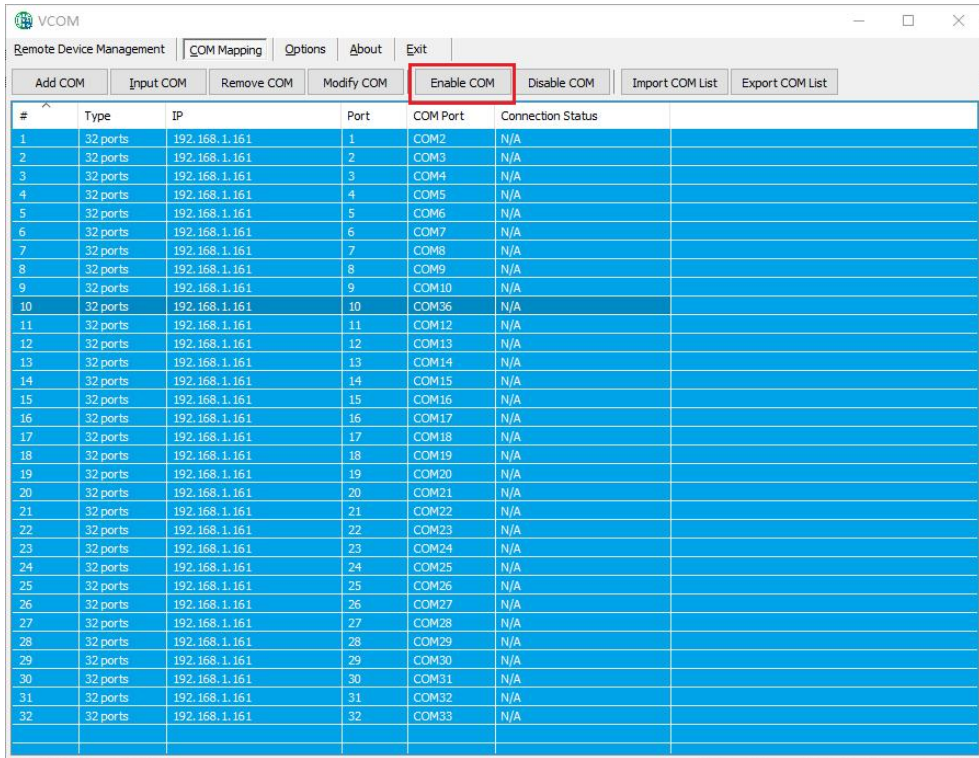 VCOM
Remote Device Management COM Mapping Options About Exit
Add COM Input COM Remove COM Modify COM Enable COM Disable COM Import COM List Export COM List
# Type IP Port COM Port Connection Status
1 32 ports 192.168.1.161 1 COM2 N/A
2 32 ports 192.168.1.161 2 COM3 N/A
3 32 ports 192.168.1.161 3 COM4 N/A
4 32 ports 192.168.1.161 4 COM5 N/A
5 32 ports 192.168.1.161 5 COM6 N/A
6 32 ports 192.168.1.161 6 COM7 N/A
7 32 ports 192.168.1.161 7 COM8 N/A
8 32 ports 192.168.1.161 8 COM9 N/A
9 32 ports 192.168.1.161 9 COM10 N/A
10 32 ports 192.168.1.161 10 COM36 N/A
11 32 ports 192.168.1.161 11 COM12 N/A
12 32 ports 192.168.1.161 12 COM13 N/A
13 32 ports 192.168.1.161 13 COM14 N/A
14 32 ports 192.168.1.161 14 COM15 N/A
15 32 ports 192.168.1.161 15 COM16 N/A
16 32 ports 192.168.1.161 16 COM17 N/A
17 32 ports 192.168.1.161 17 COM18 N/A
18 32 ports 192.168.1.161 18 COM19 N/A
19 32 ports 192.168.1.161 19 COM20 N/A
20 32 ports 192.168.1.161 20 COM21 N/A
21 32 ports 192.168.1.161 21 COM22 N/A
22 32 ports 192.168.1.161 22 COM23 N/A
23 32 ports 192.168.1.161 23 COM24 N/A
24 32 ports 192.168.1.161 24 COM25 N/A
25 32 ports 192.168.1.161 25 COM26 N/A
26 32 ports 192.168.1.161 26 COM27 N/A
27 32 ports 192.168.1.161 27 COM28 N/A
28 32 ports 192.168.1.161 28 COM29 N/A
29 32 ports 192.168.1.161 29 COM30 N/A
30 32 ports 192.168.1.161 30 COM31 N/A
31 32 ports 192.168.1.161 31 COM32 N/A
32 32 ports 192.168.1.161 32 COM33 N/A